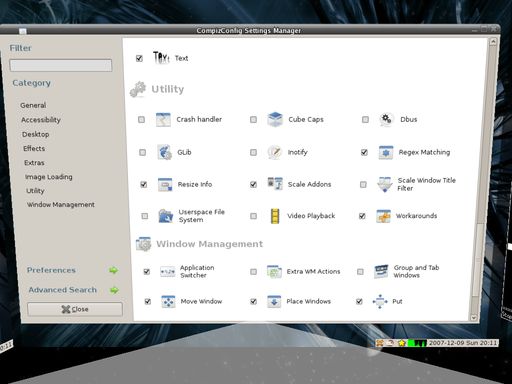 CompizConfig Settings Manager
Filter
Category
General
Accessibility
Desktop
Effects
Extras
Image Loading
Utility
Window Management
Preferences
Advanced Search
Close
Text
Utility
Crash handler
Cube Caps
Dbus
GLib
Inotify
Regex Matching
Resize Info
Scale Addons
Scale Window Title
Filter
Userspace File
System
Video Playback
Workarounds
Window Management
Application
Switcher
Extra WM Actions
Group and Tab
Windows
Move Window
Place Windows
Put
2007-12-09 Sun 20:11
0:11